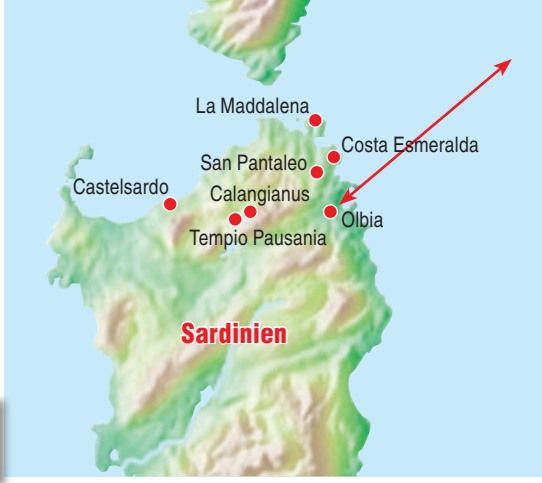 La Maddalena
Costa Esmeralda
San Pantaleo
Castelsardo
Calangianus
Olbia
Tempio Pausania
Sardinien